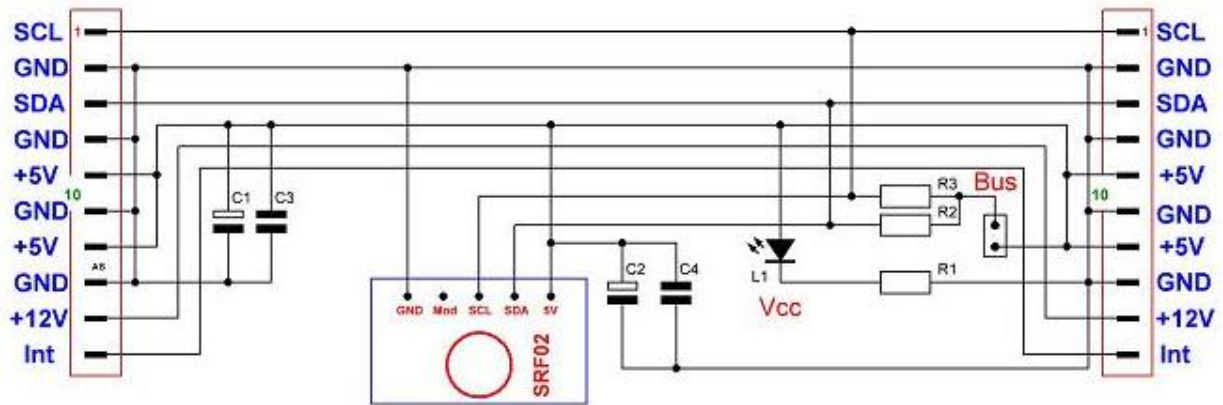 SCL
1
GND
SDA
GND
+5V
10
GND
+5V
AB
GND
+12V
Int
C1
C3
GND Mod SCL SDA 5V
SRF02
C2
C4
L1
Vcc
R3
R2
R1
Bus
1
SCL
GND
SDA
GND
+5V
10
GND
+5V
GND
+12V
Int